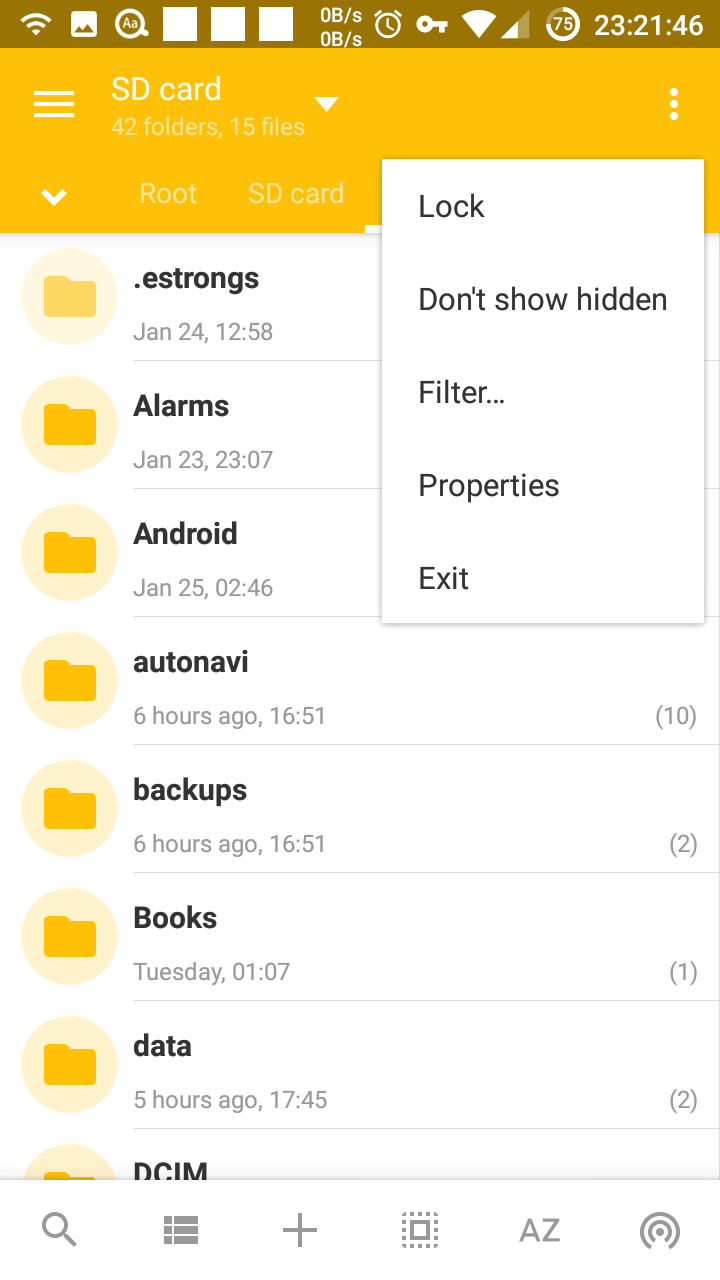 Aa
0B/s
0B/s
75
23:21:46
SD card
42 folders, 15 files
Root
SD card
Lock
Don't show hidden
Filter...
Properties
Exit
.estrongs
Jan 24, 12:58
Alarms
Jan 23, 23:07
Android
Jan 25, 02:46
autonavi
6 hours ago, 16:51
(10)
backups
6 hours ago, 16:51
(2)
Books
Tuesday, 01:07
(1)
data
5 hours ago, 17:45
(2)
DCIM
AZ